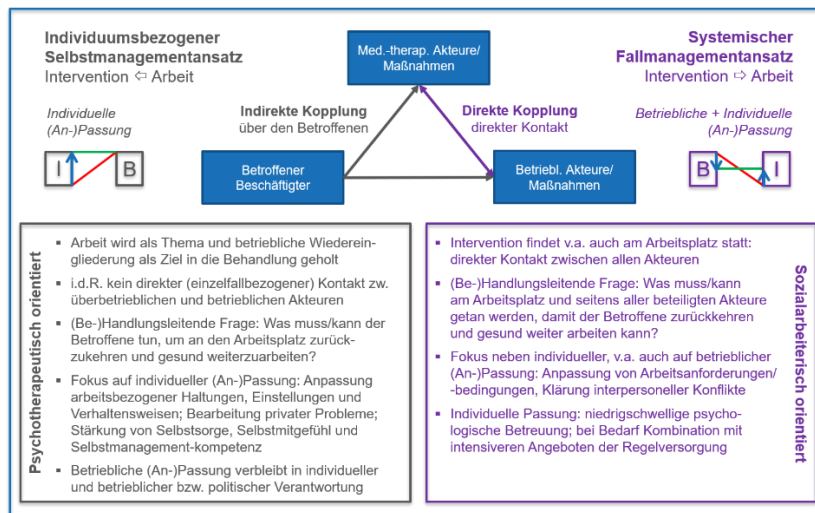 Individuumsbezogener
Selbstmanagementansatz
Intervention ⇦ Arbeit
Med.-therap. Akteure/
Maßnahmen
Systemischer
Fallmanagementansatz
Intervention ⇨ Arbeit
Individuelle
(An-)Passung
I
B
Indirekte Kopplung
über den Betroffenen
Direkte Kopplung
direkter Kontakt
Betriebliche + Individuelle
(An-)Passung
B
I
Betroffener
Beschäftigter
Betriebl. Akteure/
Maßnahmen
Psychotherapeutisch orientiert
▪ Arbeit wird als Thema und betriebliche Wiederein-
gliederung als Ziel in die Behandlung geholt
▪ i.d.R. kein direkter (einzelfallbezogener) Kontakt zw.
überbetrieblichen und betrieblichen Akteuren
▪ (Be-)Handlungsleitende Frage: Was muss/kann der
Betroffene tun, um an den Arbeitsplatz zurück-
zukehren und gesund weiterzuarbeiten?
▪ Fokus auf individueller (An-)Passung: Anpassung
arbeitsbezogener Haltungen, Einstellungen und
Verhaltensweisen; Bearbeitung privater Probleme;
Stärkung von Selbstsorge, Selbstmitgefühl und
Selbstmanagement-kompetenz
▪ Betriebliche (An-)Passung verbleibt in individueller
und betrieblicher bzw. politischer Verantwortung
▪ Intervention findet v.a. auch am Arbeitsplatz statt:
direkter Kontakt zwischen allen Akteuren
▪ (Be-)Handlungsleitende Frage: Was muss/kann
am Arbeitsplatz und seitens aller beteiligten Akteure
getan werden, damit der Betroffene zurückkehren
und gesund weiter arbeiten kann?
▪ Fokus neben individueller, v.a. auch auf betrieblicher
(An-)Passung: Anpassung von Arbeitsanforderungen/
-bedingungen, Klärung interpersoneller Konflikte
▪ Individuelle Passung: niedrigschwellige psycho-
logische Betreuung; bei Bedarf Kombination mit
intensiveren Angeboten der Regelversorgung
Sozialarbeiterisch orientiert